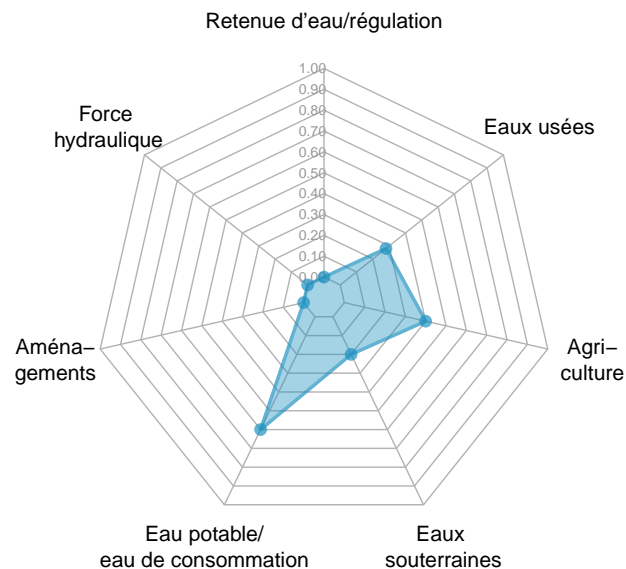 Retenue d'eau/régulation
1.00
0.90
0.80
0.70
0.60
0.50
0.40
0.30
0.20
0.10
0.00
Force
hydraulique
Eaux usées
Aména–
gements
Agri–
culture
Eau potable/
eau de consommation
Eaux
souterraines